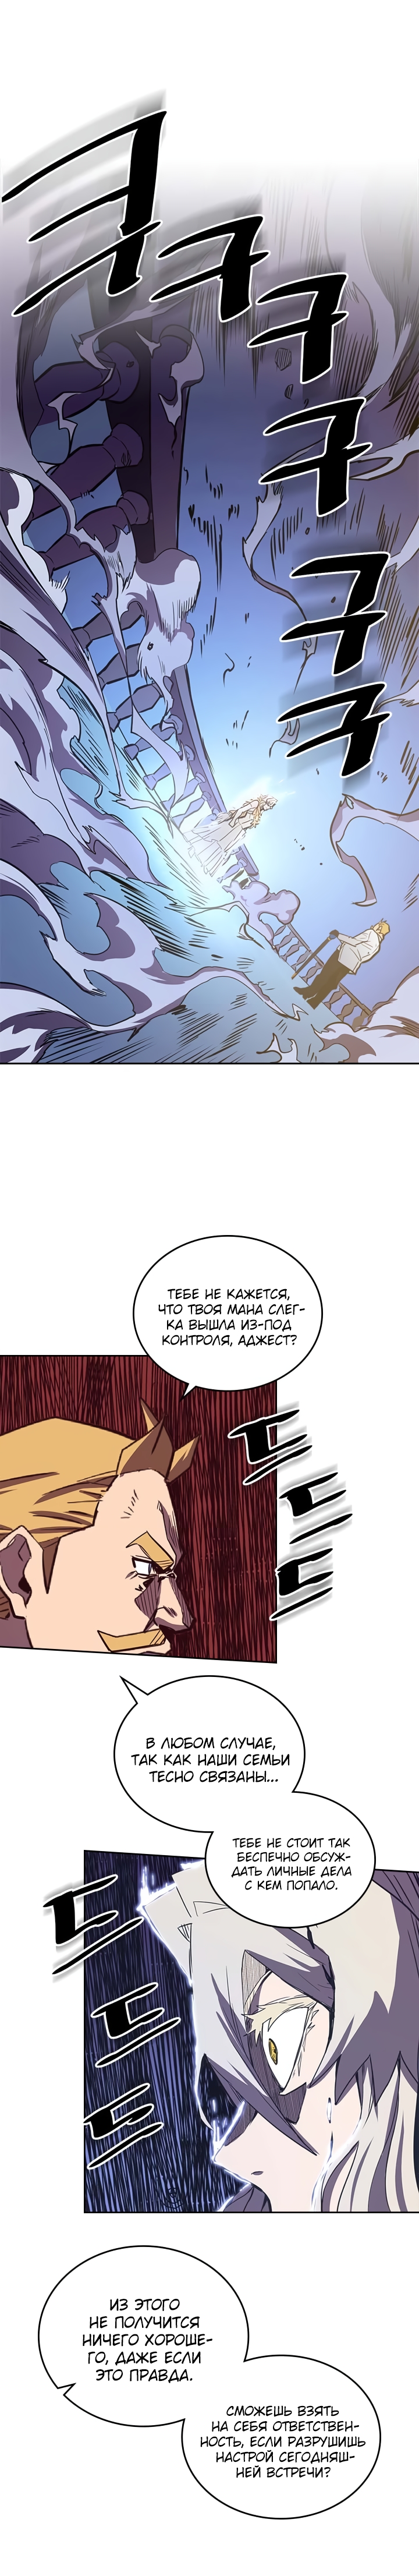 ㅋ
ㅋ
ㅋ
ㅋ
ㅋ
ㅋ
ТЕБЕ НЕ КАЖЕТСЯ,
ЧТО ТВОЯ МАНА СЛЕГ-
КА ВЫШЛА ИЗ-ПОД
КОНТРОЛЯ, АДЖЕСТ?
ㄷ
ㄷ
ㄷ
В ЛЮБОМ СЛУЧАЕ,
ТАК КАК НАШИ СЕМЬИ
ТЕСНО СВЯЗАНЫ...
ТЕБЕ НЕ СТОИТ ТАК
БЕСПЕЧНО ОБСУЖ-
ДАТЬ ЛИЧНЫЕ ДЕЛА
С КЕМ ПОПАЛО.
ㄷ
ㄷ
ㄷ
ИЗ ЭТОГО
НЕ ПОЛУЧИТСЯ
НИЧЕГО ХОРОШЕ-
ГО, ДАЖЕ ЕСЛИ
ЭТО ПРАВДА.
СМОЖЕШЬ ВЗЯТЬ
НА СЕБЯ ОТВЕТСТВЕН-
НОСТЬ, ЕСЛИ РАЗРУШИШЬ
НАСТРОЙ СЕГОДНЯШ-
НЕЙ ВСТРЕЧИ?